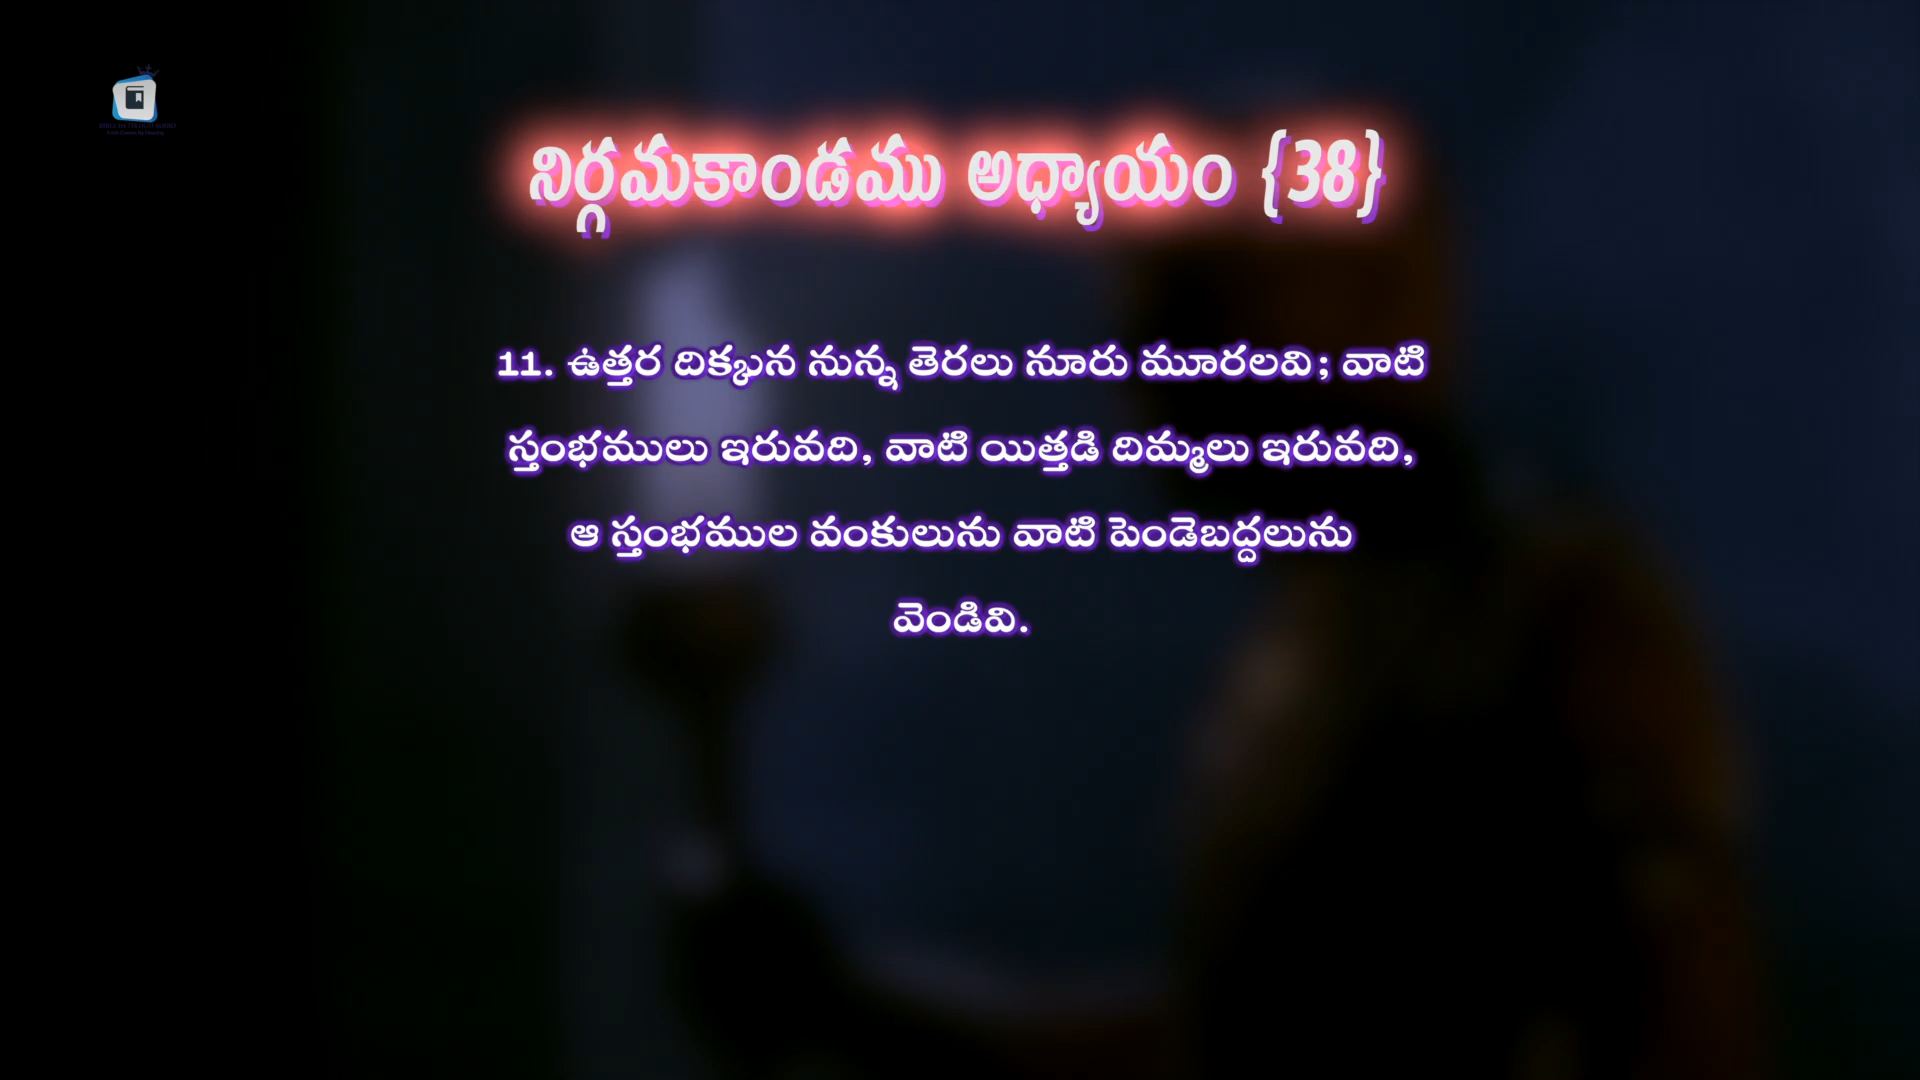 నిర్గమకాండము అధ్యాయం {38}
11. ఉత్తర దిక్కున నున్న తెరలు నూరు మూరలవి; వాటి
స్తంభములు ఇరువది, వాటి యిత్తడి దిమ్మలు ఇరువది,
ఆ స్తంభముల వంకులును వాటి పెండెబద్దలును
వెండివి.